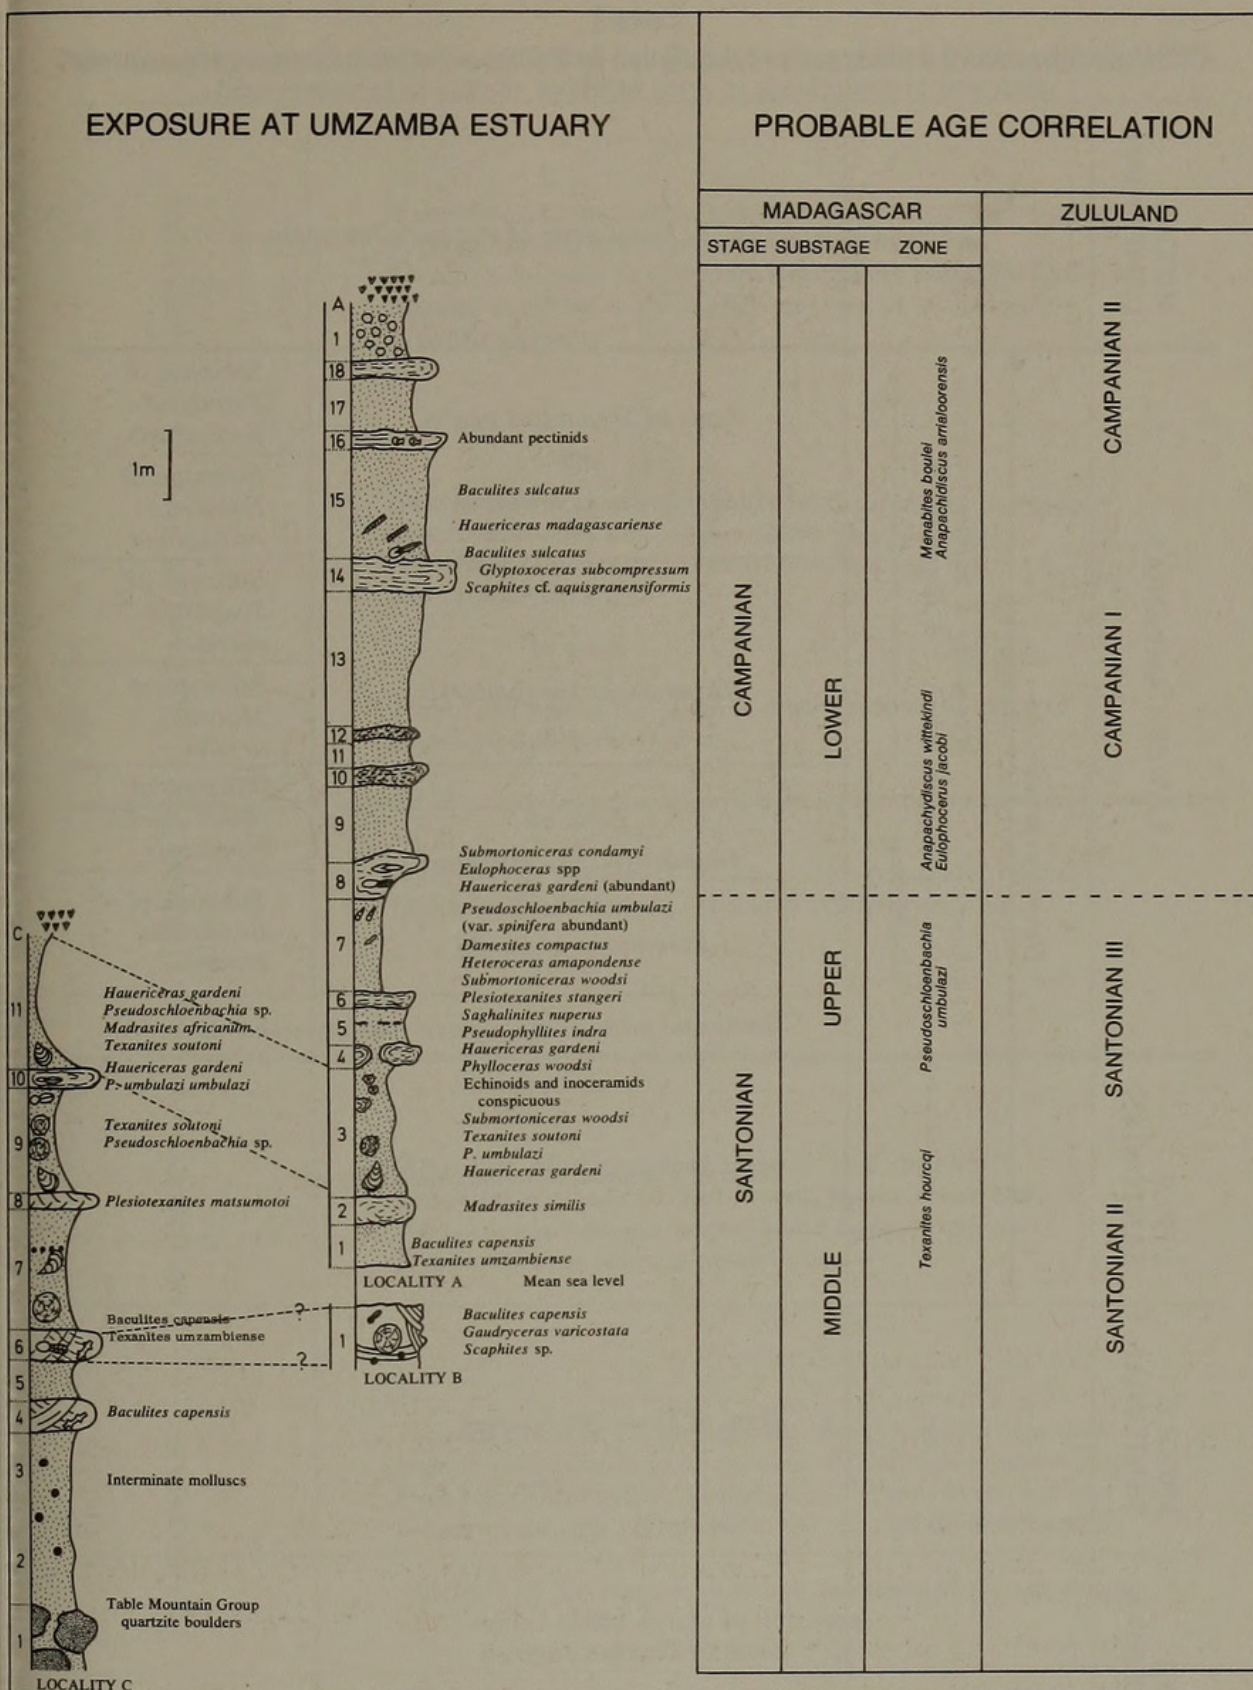 EXPOSURE AT UMZAMBA ESTUARY
PROBABLE AGE CORRELATION
MADAGASCAR
ZULULAND
STAGE SUBSTAGE ZONE
CAMPANIAN
SANTONIAN
LOWER
UPPER
MIDDLE
Menabites boulei
Anapachidiscus arrialoorensis
Anapachydiscus wittekindi
Eulophocerus jacobi
Pseudoschloenbachia
umbulazi
Texanites hourcqi
CAMPANIAN II
CAMPANIAN I
SANTONIAN III
SANTONIAN II
1m
A
1
18
17
16
15
14
13
12
11
10
9
8
7
6
5
4
3
2
1
Abundant pectinids
Baculites sulcatus
Hauericeras madagascariense
Baculites sulcatus
Glyptoxoceras subcompressum
Scaphites cf. aquisgranensiformis
Submortoniceras condamyi
Eulophoceras spp
Hauericeras gardeni (abundant)
Pseudoschloenbachia umbulazi
(var. spinifera abundant)
Damesites compactus
Heteroceras amapondense
Submortoniceras woodsi
Plesiotexanites stangeri
Saghalinites nuperus
Pseudophyllites indra
Hauericeras gardeni
Phylloceras woodsi
Echinoids and inoceramids
conspicuous
Submortoniceras woodsi
Texanites soutoni
P. umbulazi
Hauericeras gardeni
Madrasites similis
Baculites capensis
Texanites umzambiense
LOCALITY A Mean sea level
1
Baculites capensis
Gaudryceras varicostata
Scaphites sp.
LOCALITY B
?
?
C
11
10
9
8
7
6
5
4
3
2
1
Hauericeras gardeni
Pseudoschloenbachia sp.
Madrasites africanum
Texanites soutoni
Hauericeras gardeni
P. umbulazi umbulazi
Texanites soutoni
Pseudoschloenbachia sp.
Plesiotexanites matsumotoi
Baculites capensis
Texanites umzambiense
Baculites capensis
Interminate molluscs
Table Mountain Group
quartzite boulders
LOCALITY C